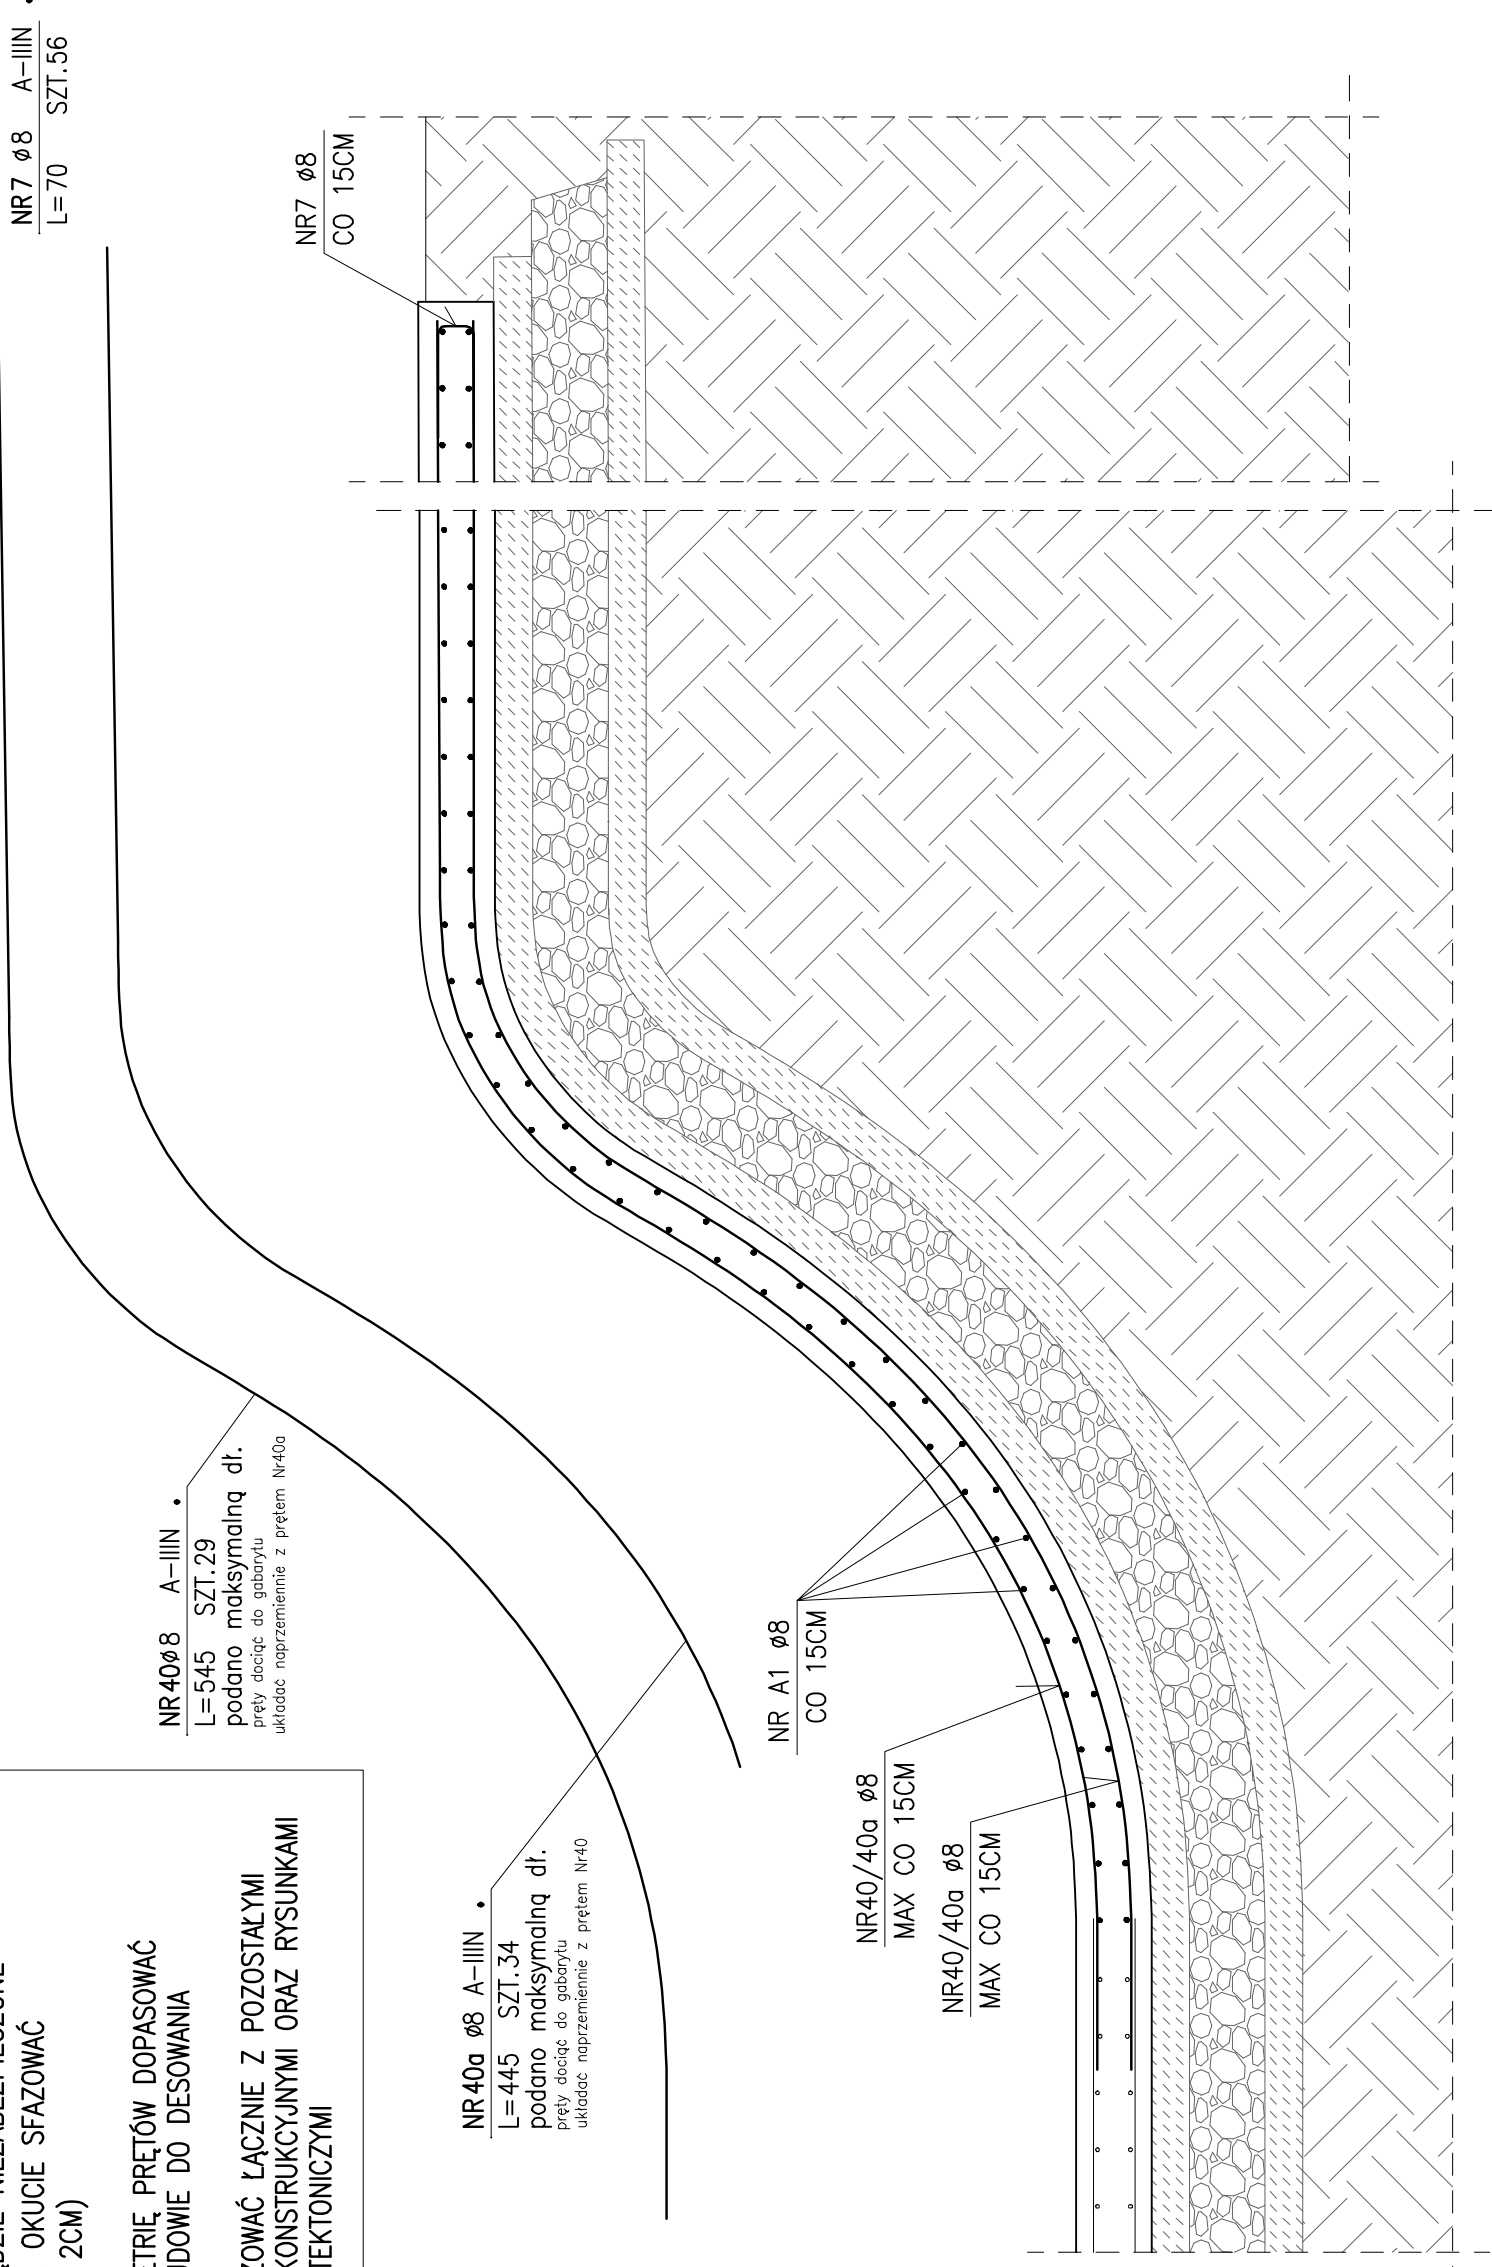 NR7 ø8 A-IIIN
L=70 SZT.56
NR7 ø8
CO 15CM
NR40ø8 A-IIIN
L=545 SZT.29
podano maksymalną dł.
pręty dociąć do gabarytu
układać naprzemiennie z prętem Nr40a
NR40a ø8 A-IIIN
L=445 SZT.34
podano maksymalną dł.
pręty dociąć do gabarytu
układać naprzemiennie z prętem Nr40
NR A1 ø8
CO 15CM
NR40/40a ø8
MAX CO 15CM
NR40/40a ø8
MAX CO 15CM
OKUCIE SFAZOWAĆ
2CM)
ETRIĘ PRĘTÓW DOPASOWAĆ
UDOWIE DO DESOWANIA
ZOWAĆ ŁĄCZNIE Z POZOSTAŁYMI
KONSTRUKCYJNYMI ORAZ RYSUNKAMI
TEKTONICZYMI